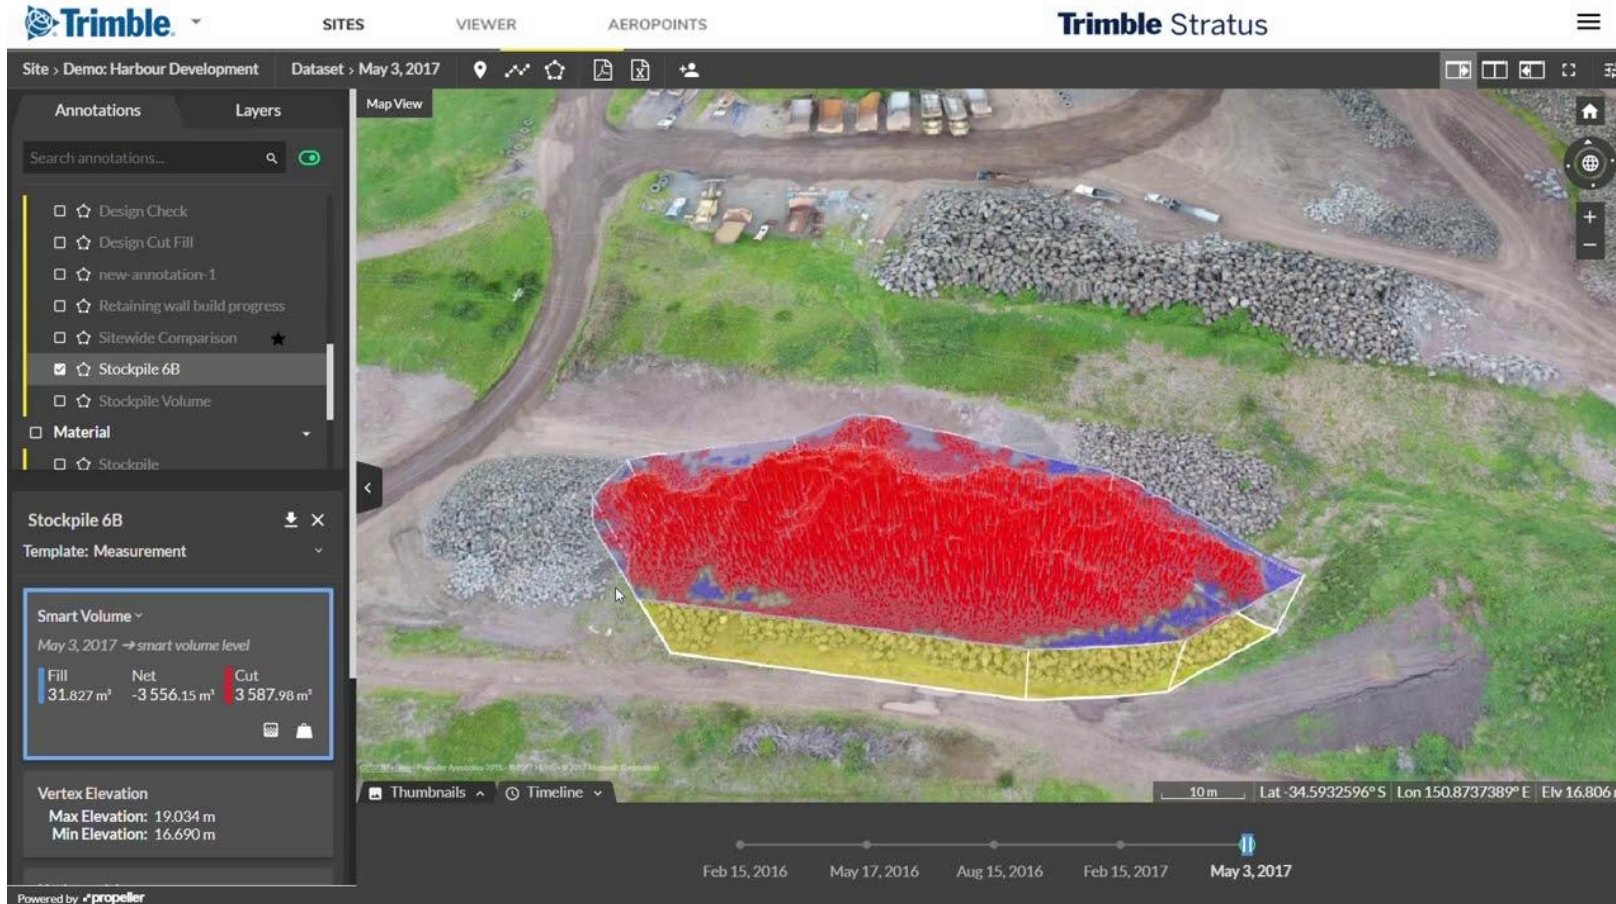 Trimble
SITES
VIEWER
AEROPOINTS
Trimble Stratus
Site › Demo: Harbour Development
Dataset › May 3, 2017
Annotations
Layers
Map View
Search annotations...
Design Check
Design Cut Fill
new-annotation-1
Retaining wall build progress
Sitewide Comparison
Stockpile 6B
Stockpile Volume
Material
Stockpile
Stockpile 6B
Template: Measurement
Smart Volume
May 3, 2017 → smart volume level
Fill Net Cut
31.827 m³ -3 556.15 m³ 3 587.98 m³
Vertex Elevation
Max Elevation: 19.034 m
Min Elevation: 16.690 m
Powered by propeller
Thumbnails
Timeline
10 m
Lat -34.5932596° S
Lon 150.8737389° E
Elv 16.806
Feb 15, 2016
May 17, 2016
Aug 15, 2016
Feb 15, 2017
May 3, 2017